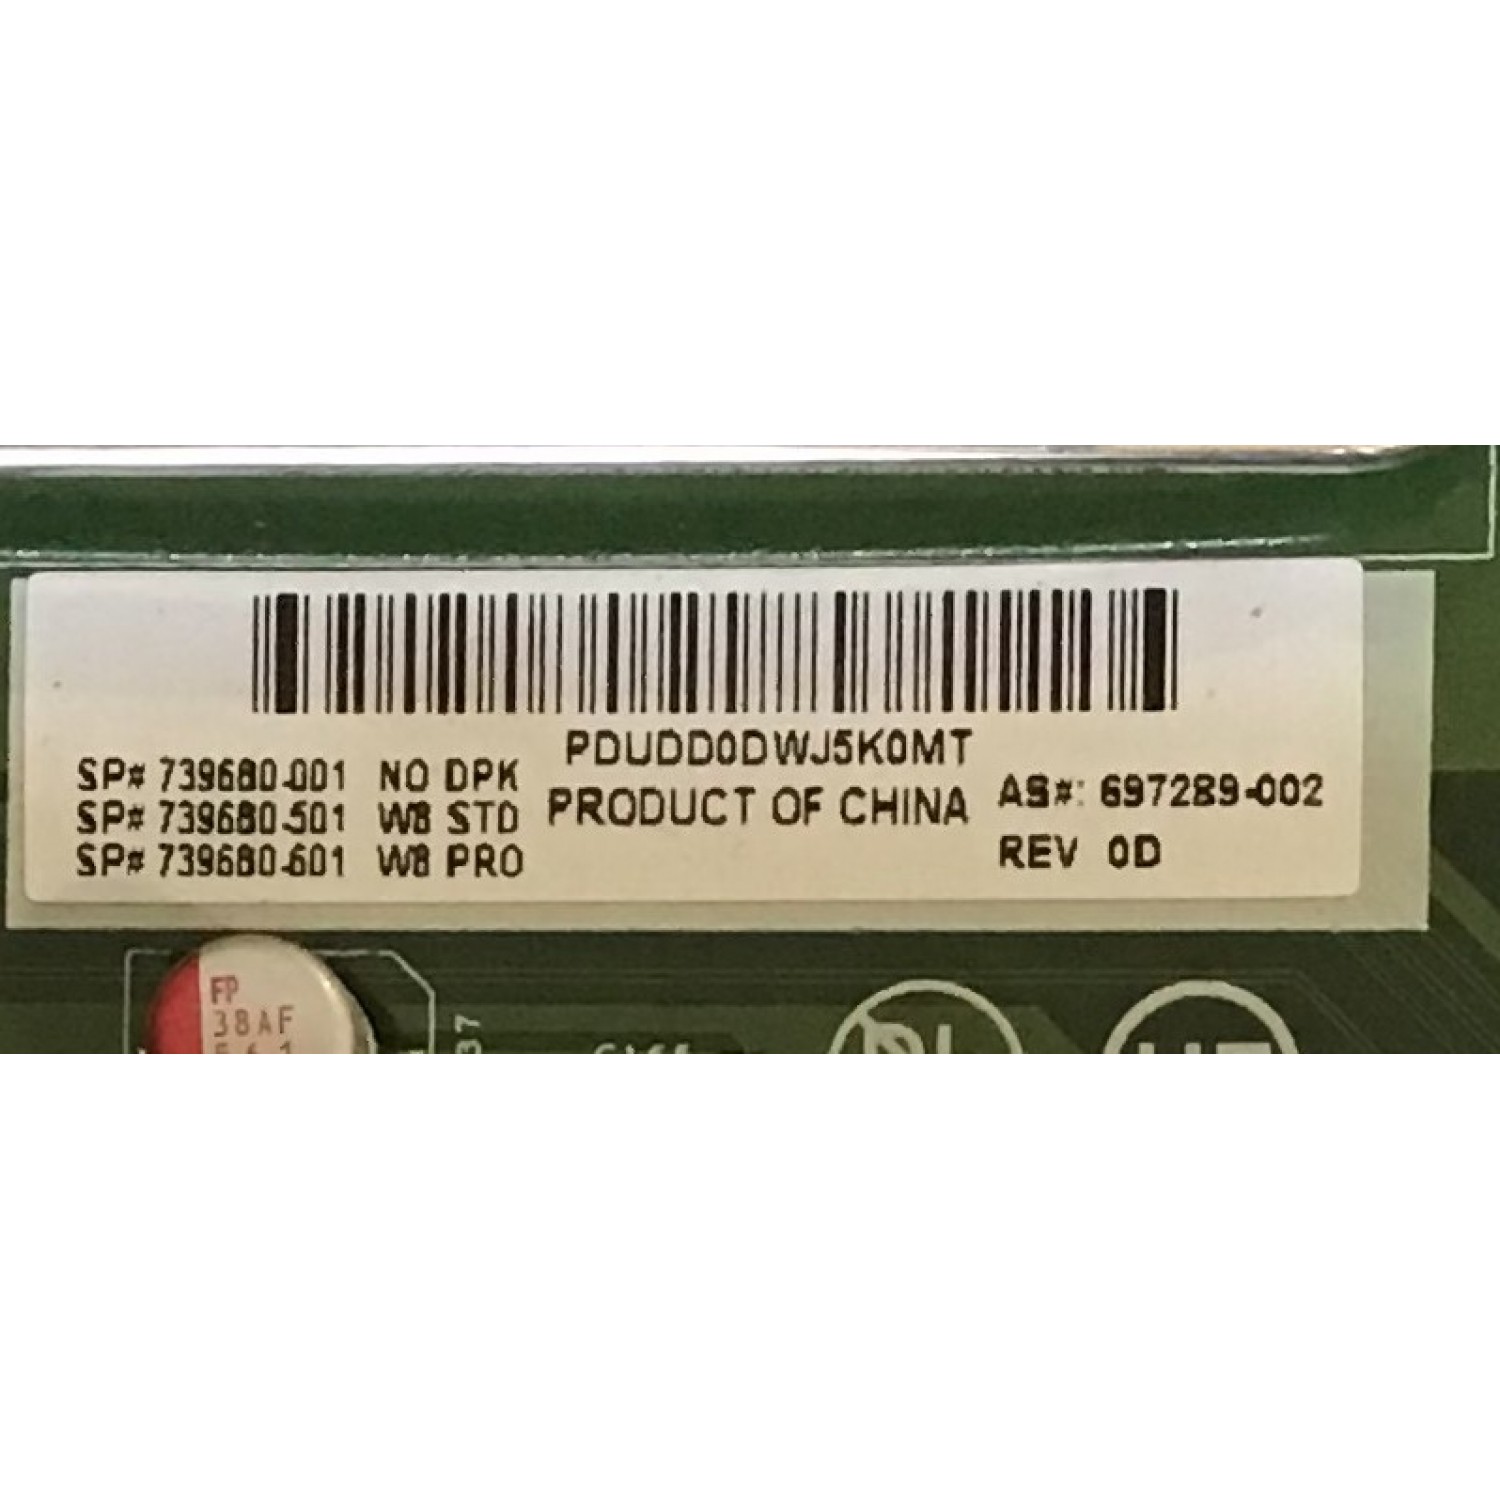 PDUDD0DWJ5K0MT
SP# 739680-001 NO DPK
SP# 739680-501 W8 STD
SP# 739680-601 W8 PRO
PRODUCT OF CHINA
AS#: 697289-002
REV 0D
FP
38AF